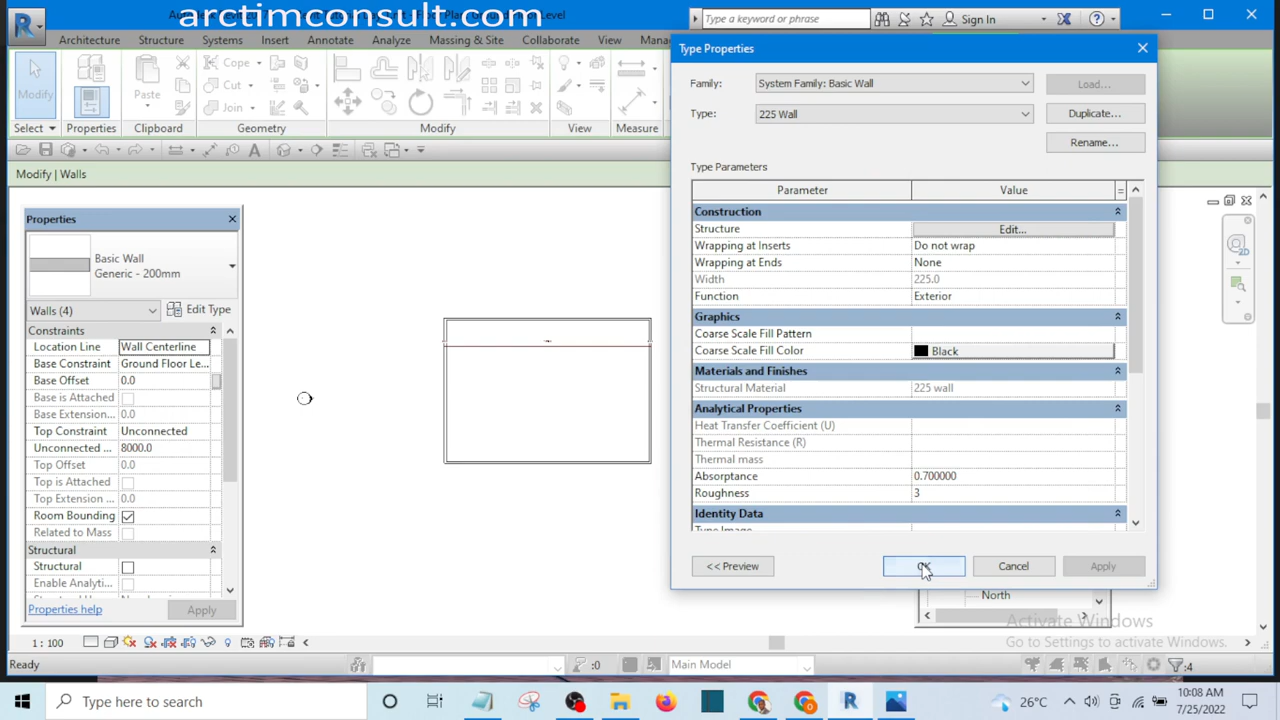 arctimconsult.com
Type a keyword or phrase
Sign In
Architecture Structure Systems Insert Annotate Analyze Massing & Site Collaborate View Mana
Modify
Properties
Paste
Cope
Cut
Join
Select Properties Clipboard Geometry Modify View Measure
Modify | Walls
Properties
Basic Wall
Generic - 200mm
Walls (4) Edit Type
Constraints
Location Line Wall Centerline
Base Constraint Ground Floor Le...
Base Offset 0.0
Base is Attached
Base Extension... 0.0
Top Constraint Unconnected
Unconnected ... 8000.0
Top Offset 0.0
Top is Attached
Top Extension ... 0.0
Room Bounding
Related to Mass
Structural
Structural
Enable Analyti...
Properties help Apply
Type Properties
Family: System Family: Basic Wall Load...
Type: 225 Wall Duplicate...
Rename...
Type Parameters
Parameter Value =
Construction
Structure Edit...
Wrapping at Inserts Do not wrap
Wrapping at Ends None
Width 225.0
Function Exterior
Graphics
Coarse Scale Fill Pattern
Coarse Scale Fill Color Black
Materials and Finishes
Structural Material 225 wall
Analytical Properties
Heat Transfer Coefficient (U)
Thermal Resistance (R)
Thermal mass
Absorptance 0.700000
Roughness 3
Identity Data
Type Image
<< Preview OK Cancel Apply
North
2D
Activate Windows
Go to Settings to activate Windows.
1 : 100
Ready :0 Main Model :4
Type here to search
26°C
10:08 AM
7/25/2022